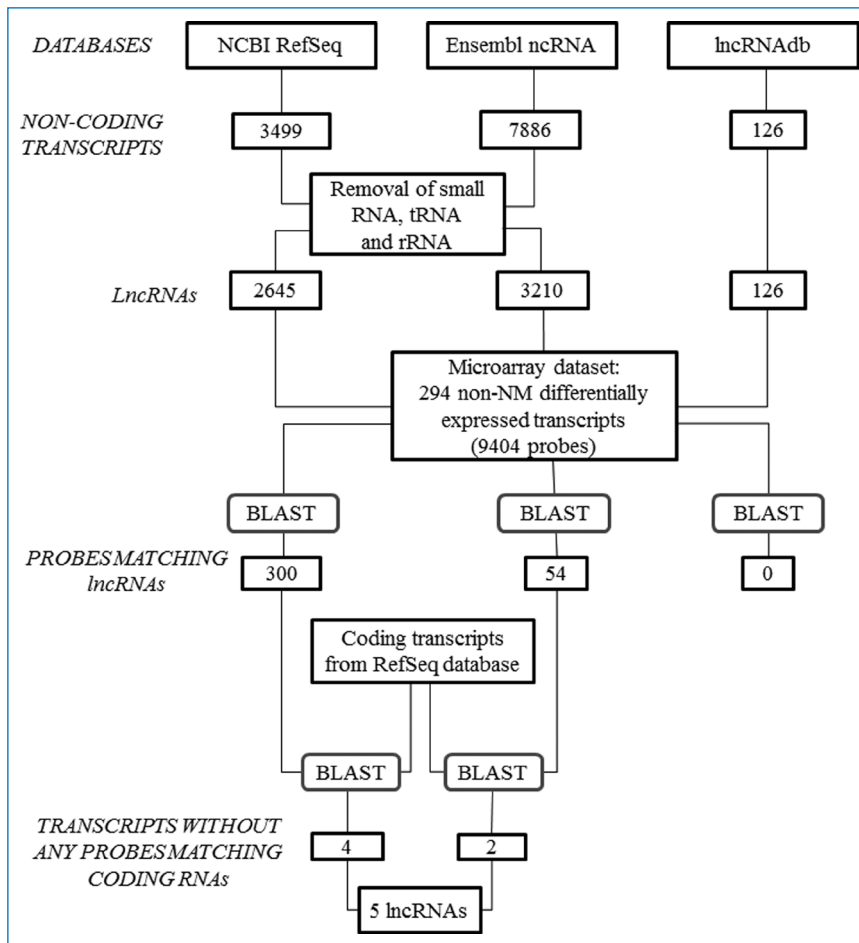 DATABASES
NCBI RefSeq
Ensembl ncRNA
lncRNAdb
NON-CODING
TRANSCRIPTS
3499
7886
126
Removal of small
RNA, tRNA
and rRNA
LncRNAs
2645
3210
126
Microarray dataset:
294 non-NM differentially
expressed transcripts
(9404 probes)
BLAST
BLAST
BLAST
PROBES MATCHING
lncRNAs
300
54
0
Coding transcripts
from RefSeq database
BLAST
BLAST
TRANSCRIPTS WITHOUT
ANY PROBES MATCHING
CODING RNAs
4
2
5 lncRNAs